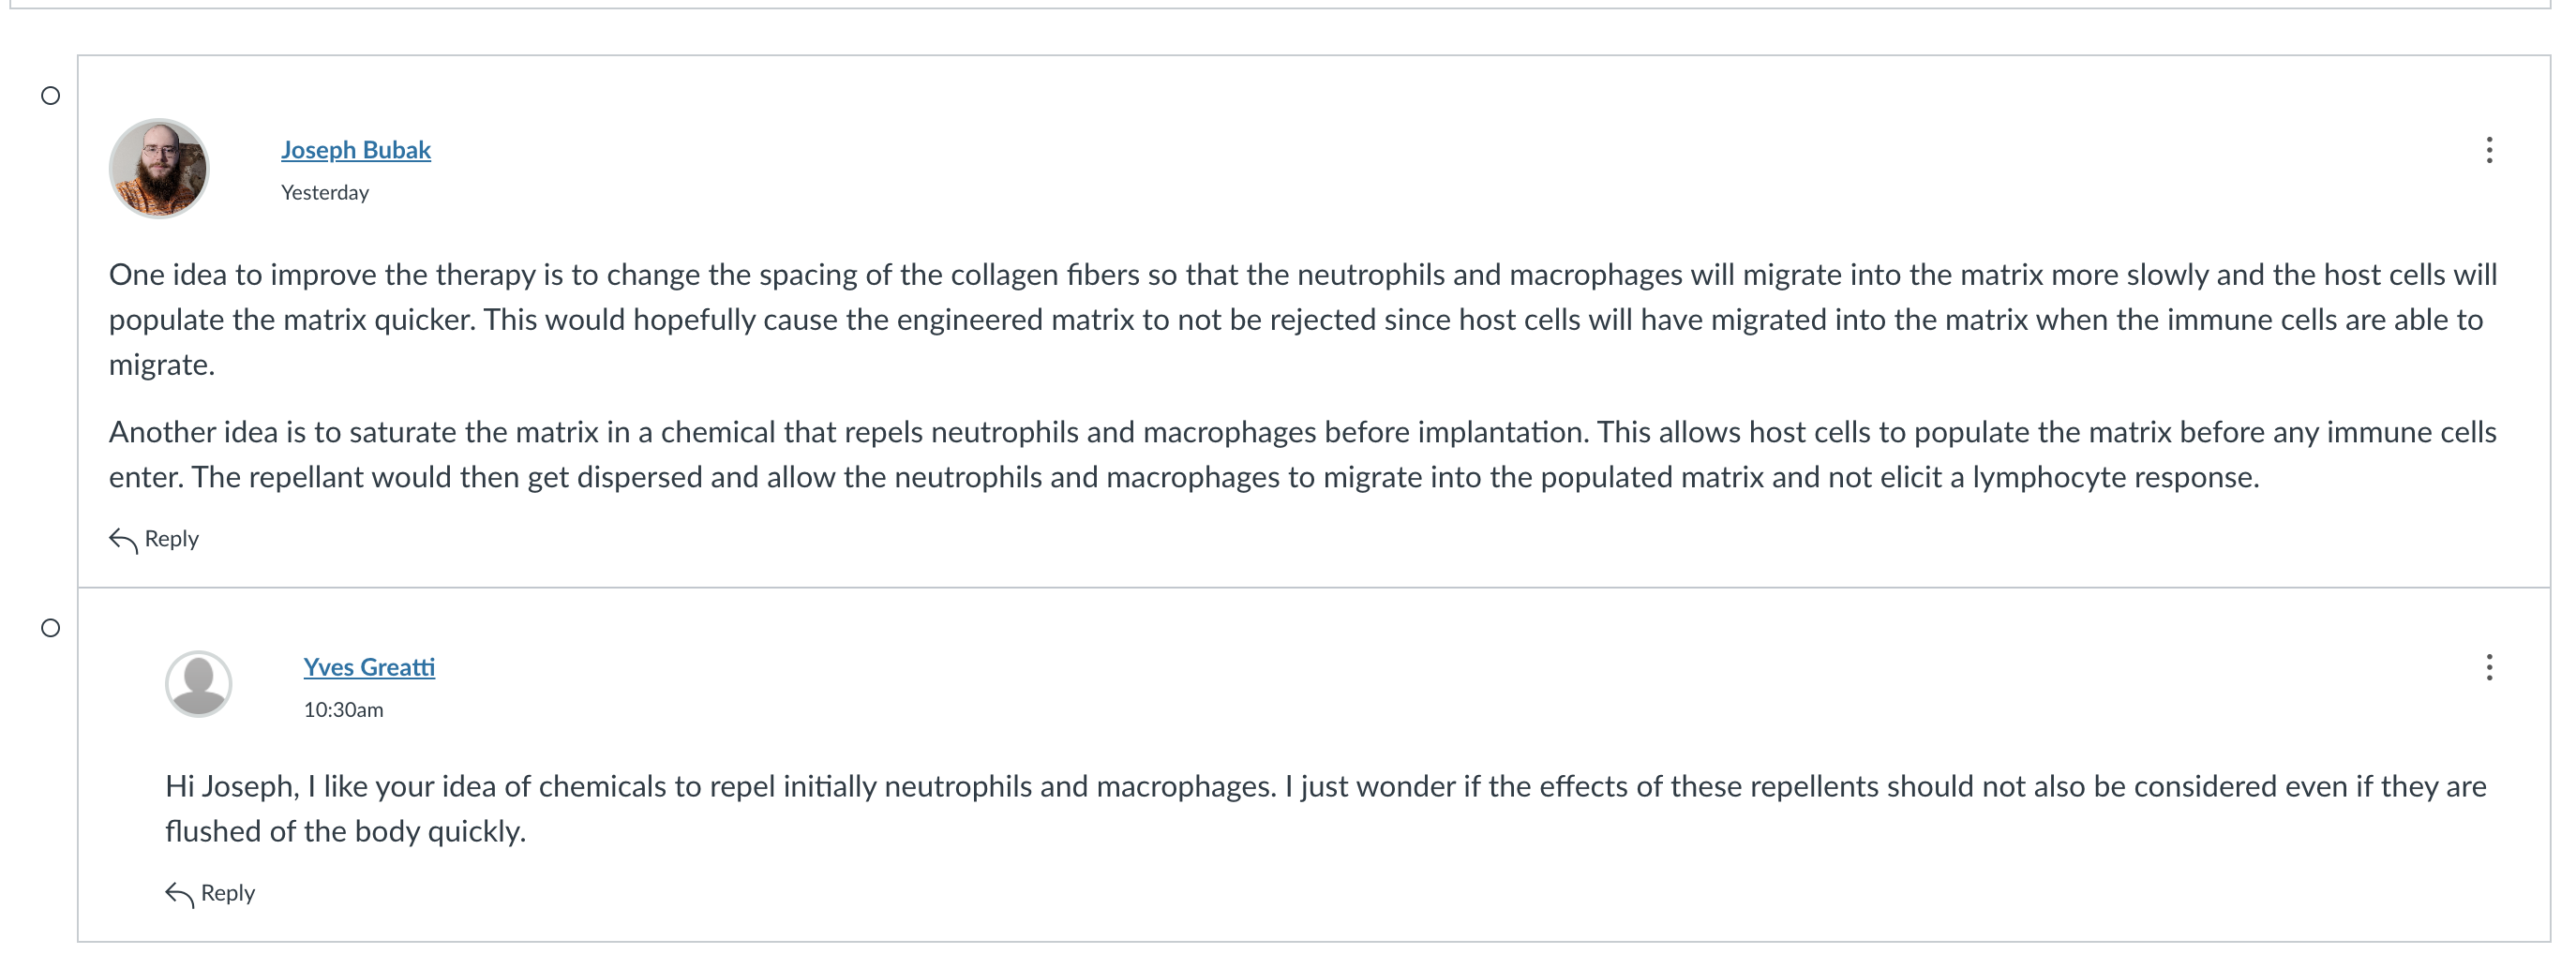 Joseph Bubak
Yesterday
One idea to improve the therapy is to change the spacing of the collagen fibers so that the neutrophils and macrophages will migrate into the matrix more slowly and the host cells will
populate the matrix quicker. This would hopefully cause the engineered matrix to not be rejected since host cells will have migrated into the matrix when the immune cells are able to
migrate.
Another idea is to saturate the matrix in a chemical that repels neutrophils and macrophages before implantation. This allows host cells to populate the matrix before any immune cells
enter. The repellant would then get dispersed and allow the neutrophils and macrophages to migrate into the populated matrix and not elicit a lymphocyte response.
Reply
Yves Greatti
10:30am
Hi Joseph, I like your idea of chemicals to repel initially neutrophils and macrophages. I just wonder if the effects of these repellents should not also be considered even if they are
flushed of the body quickly.
Reply